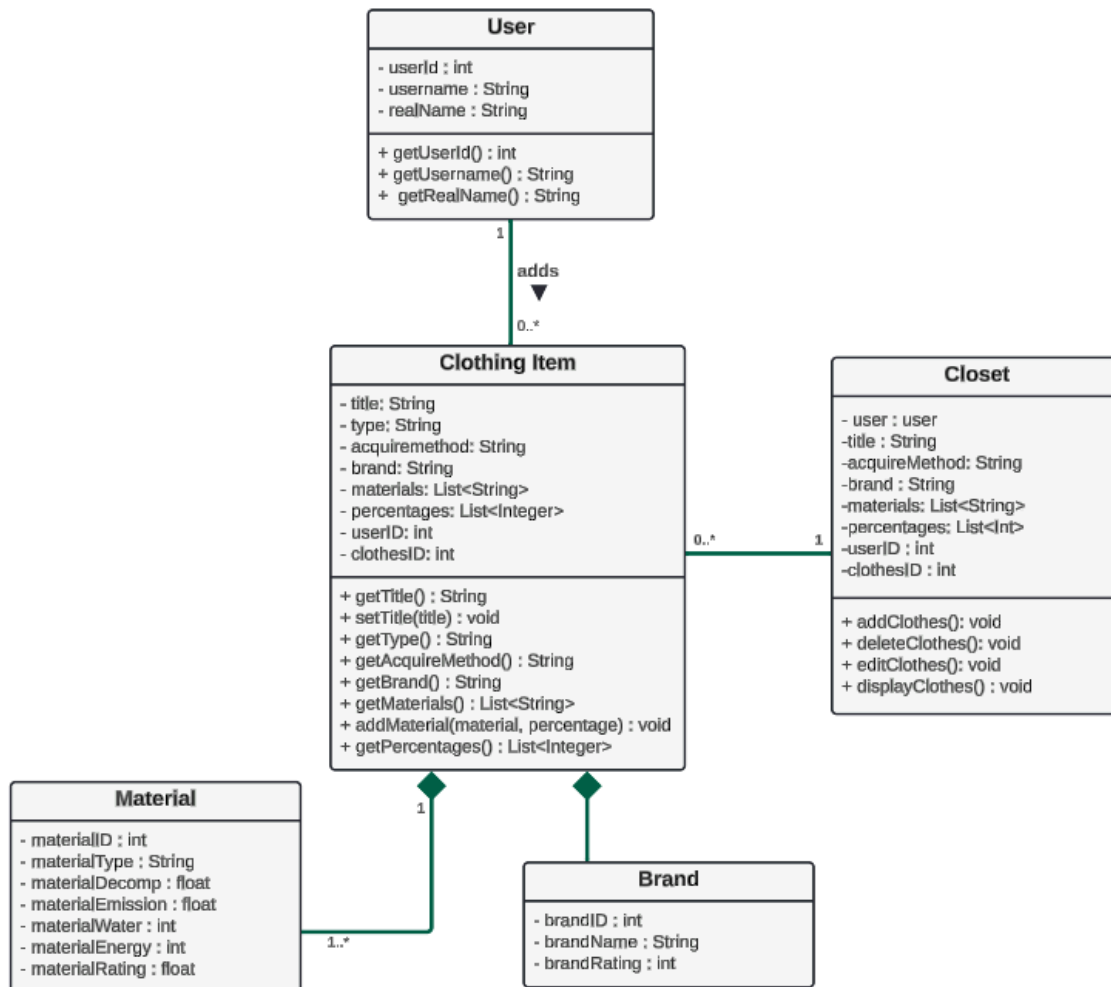 User
- userId : int
- username : String
- realName : String
+ getUserId() : int
+ getUsername() : String
+ getRealName() : String
1
adds
0..*
Clothing Item
- title: String
- type: String
- acquiremethod: String
- brand: String
- materials: List<String>
- percentages: List<Integer>
- userID: int
- clothesID: int
+ getTitle() : String
+ setTitle(title) : void
+ getType() : String
+ getAcquireMethod() : String
+ getBrand() : String
+ getMaterials() : List<String>
+ addMaterial(material, percentage) : void
+ getPercentages() : List<Integer>
0..*
1
Closet
- user : user
-title : String
-acquireMethod: String
-brand : String
-materials: List<String>
-percentages: List<Int>
-userID : int
-clothesID : int
+ addClothes(): void
+ deleteClothes(): void
+ editClothes(): void
+ displayClothes() : void
1
1..*
Material
- materialID : int
- materialType : String
- materialDecomp : float
- materialEmission : float
- materialWater : int
- materialEnergy : int
- materialRating : float
Brand
- brandID : int
- brandName : String
- brandRating : int